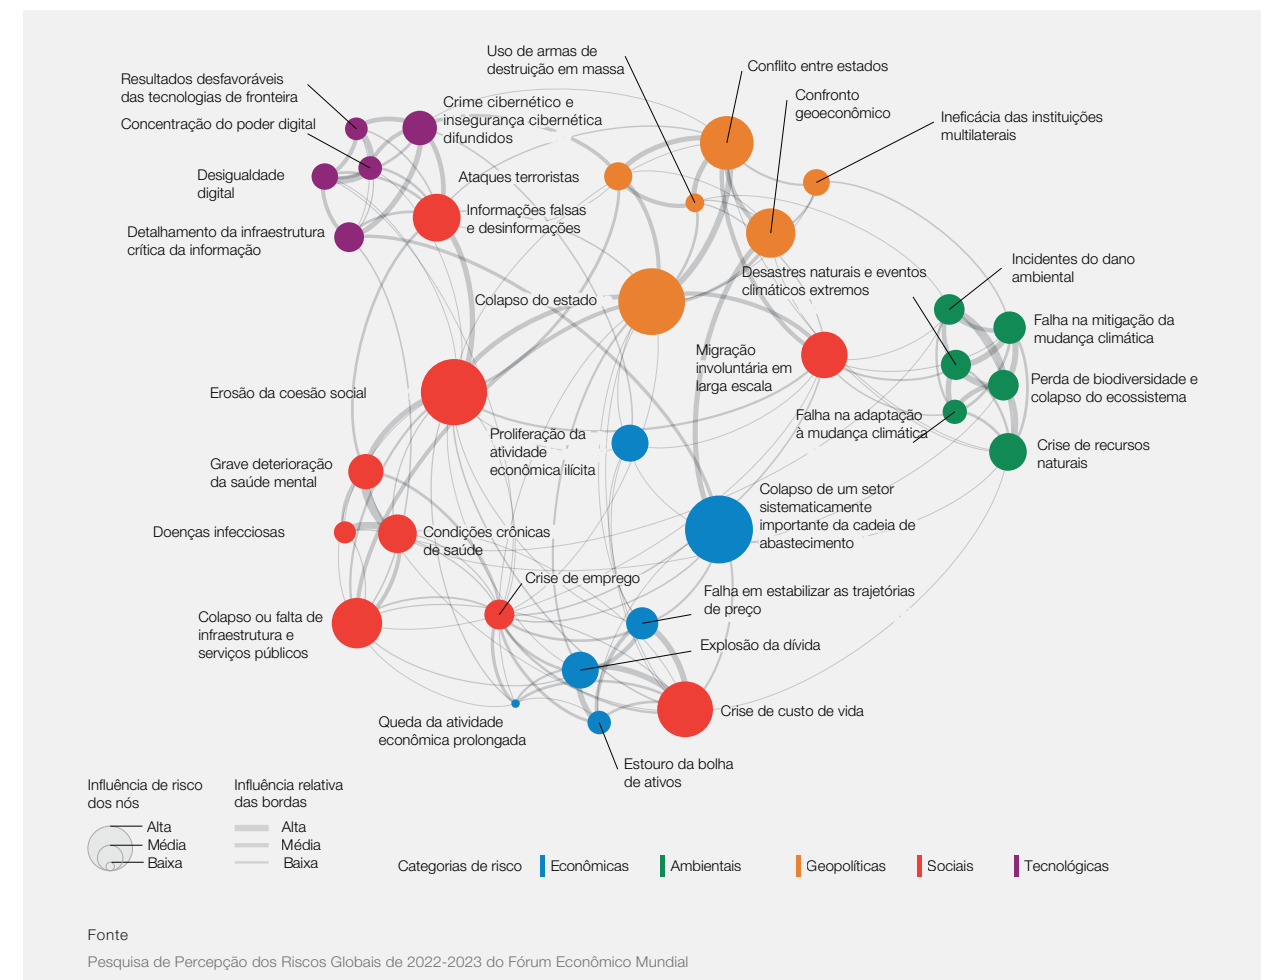 Uso de armas de
destruição em massa
Conflito entre estados
Resultados desfavoráveis
das tecnologias de fronteira
Confronto
geoeconômico
Crime cibernético e
insegurança cibernética
difundidos
Concentração do poder digital
Ineficácia das instituições
multilaterais
Desigualdade
digital
Ataques terroristas
Informações falsas
e desinformações
Detalhamento da infraestrutura
crítica da informação
Incidentes do dano
ambiental
Desastres naturais e eventos
climáticos extremos
Colapso do estado
Falha na mitigação da
mudança climática
Migração
involuntária em
larga escala
Perda de biodiversidade e
colapso do ecossistema
Erosão da coesão social
Falha na adaptação
à mudança climática
Proliferação da
atividade
econômica ilícita
Crise de recursos
naturais
Grave deterioração
da saúde mental
Colapso de um setor
sistematicamente
importante da cadeia de
abastecimento
Doenças infecciosas
Condições crônicas
de saúde
Crise de emprego
Falha em estabilizar as trajetórias
de preço
Colapso ou falta de
infraestrutura e
serviços públicos
Explosão da dívida
Crise de custo de vida
Queda da atividade
econômica prolongada
Estouro da bolha
de ativos
Influência de risco
dos nós
Alta
Média
Baixa
Influência relativa
das bordas
Alta
Média
Baixa
Categorias de risco
Econômicas
Ambientais
Geopolíticas
Sociais
Tecnológicas
Fonte
Pesquisa de Percepção dos Riscos Globais de 2022-2023 do Fórum Econômico Mundial